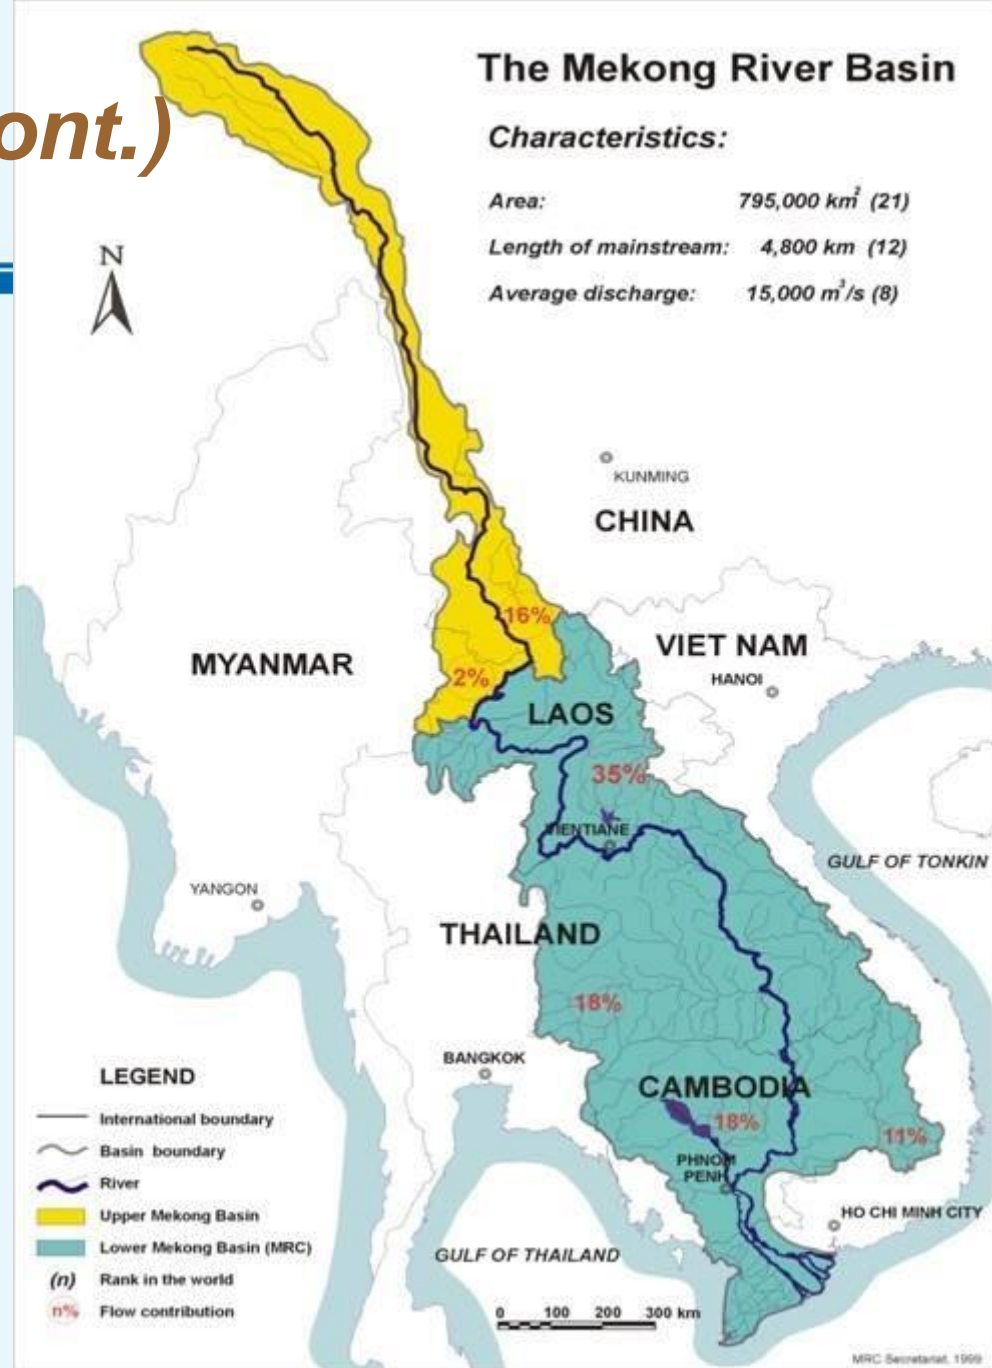 The Mekong River Basin
ont.)
Characteristics:
Area: 795,000 km² (21)
Length of mainstream: 4,800 km (12)
Average discharge: 15,000 m³/s (8)
N
KUNMING
CHINA
16%
MYANMAR
VIET NAM
2%
HANOI
LAOS
35%
VIENTIANE
GULF OF TONKIN
YANGON
THAILAND
18%
BANGKOK
CAMBODIA
18%
11%
PHNOM
PENH
HO CHI MINH CITY
GULF OF THAILAND
LEGEND
International boundary
Basin boundary
River
Upper Mekong Basin
Lower Mekong Basin (MRC)
(n) Rank in the world
n% Flow contribution
0 100 200 300 km
MRC Secretariat, 1999